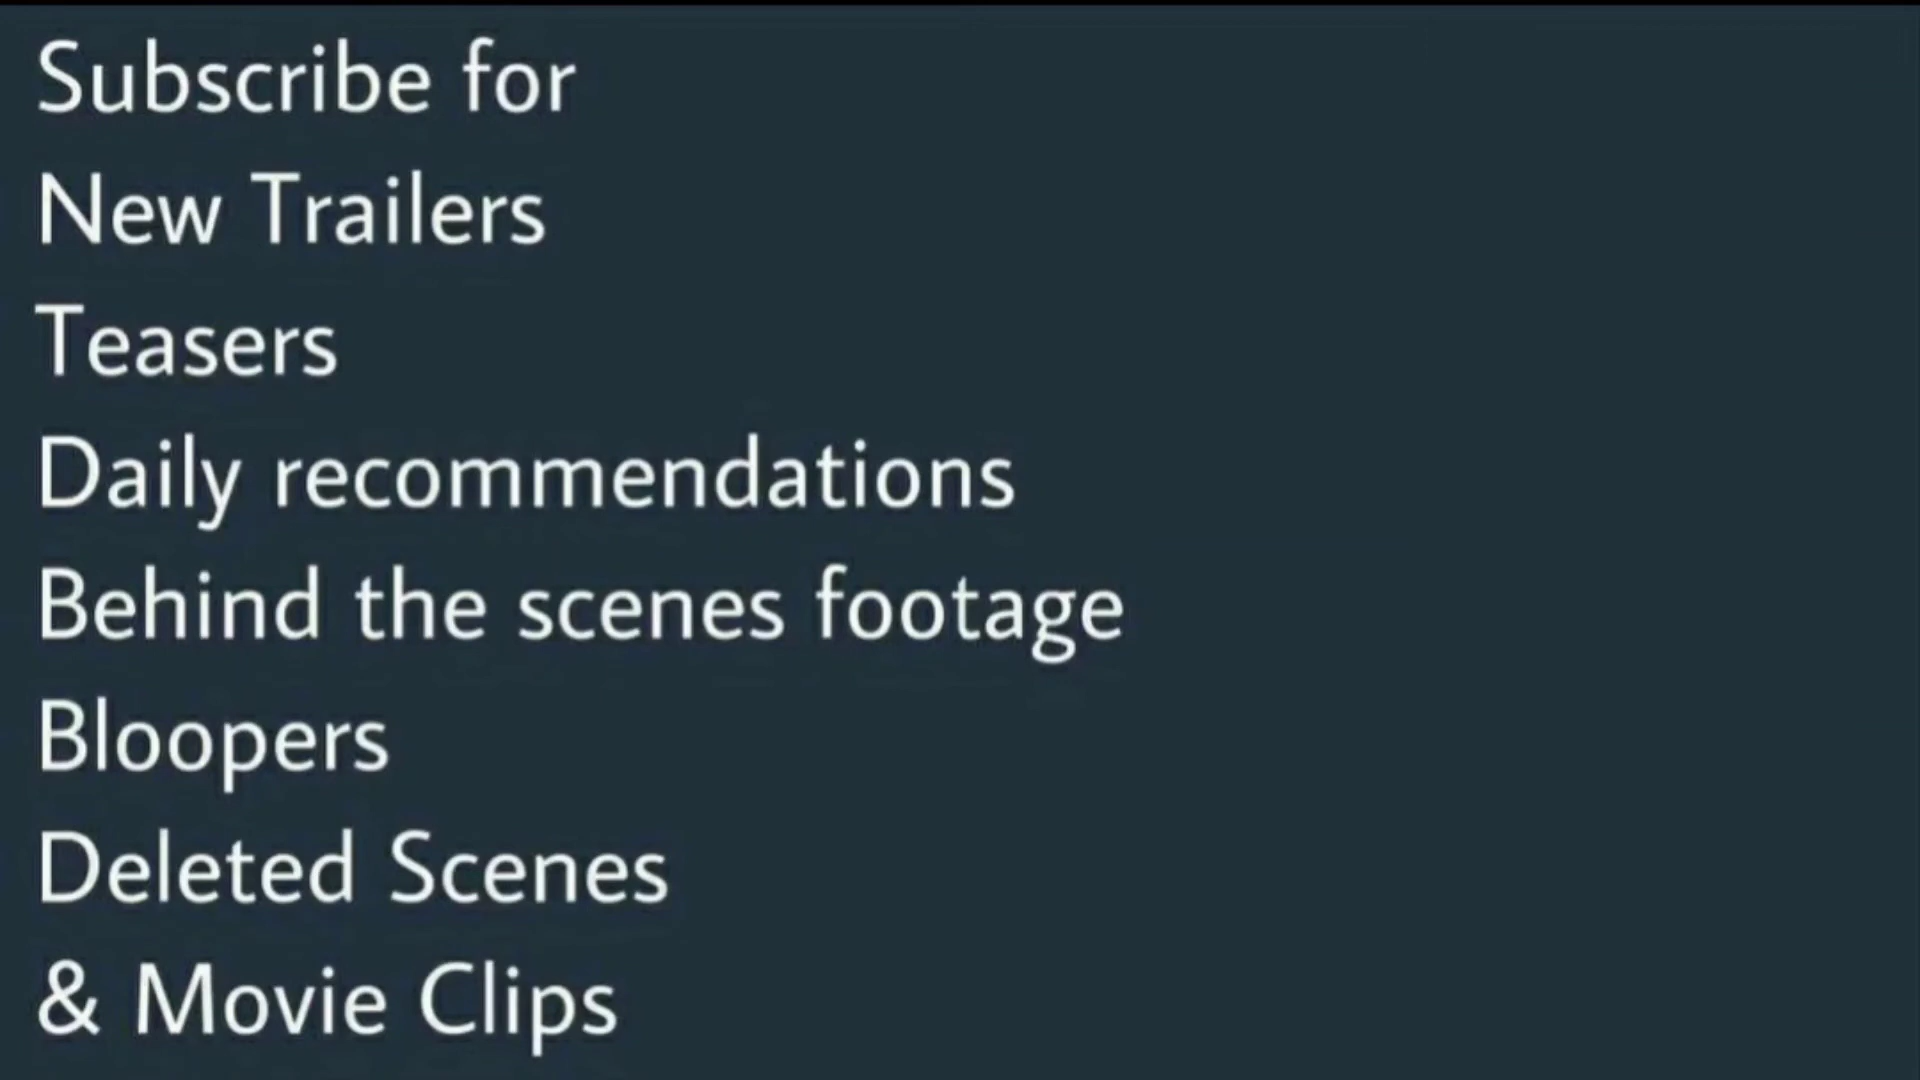 Subscribe for
New Trailers
Teasers
Daily recommendations
Behind the scenes footage
Bloopers
Deleted Scenes
& Movie Clips